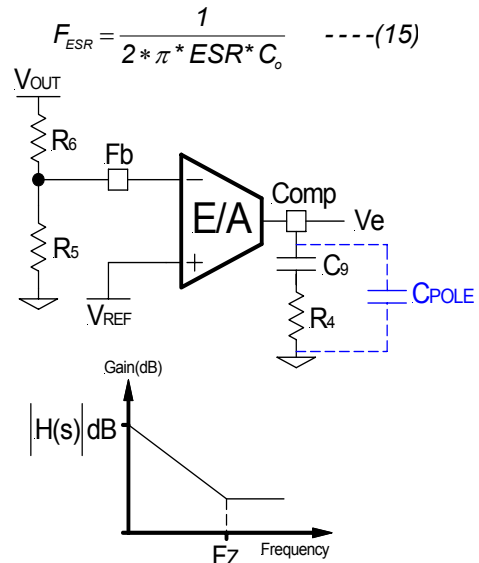 F_ESR = 1 / (2 * π * ESR * C_o) ----(15)
VOUT
R6
Fb
E/A
Comp
Ve
R5
C9
CPOLE
R4
VREF
Gain(dB)
|H(s)|dB
FZ
Frequency